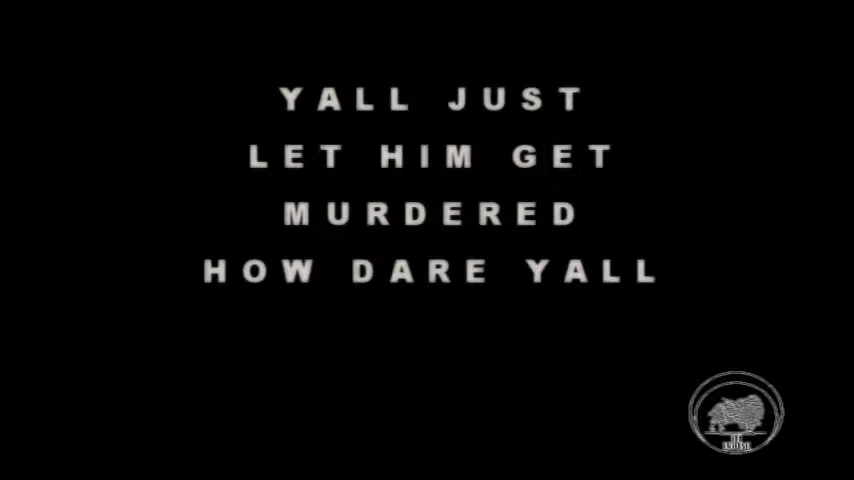 YALL JUST
LET HIM GET
MURDERED
HOW DARE YALL